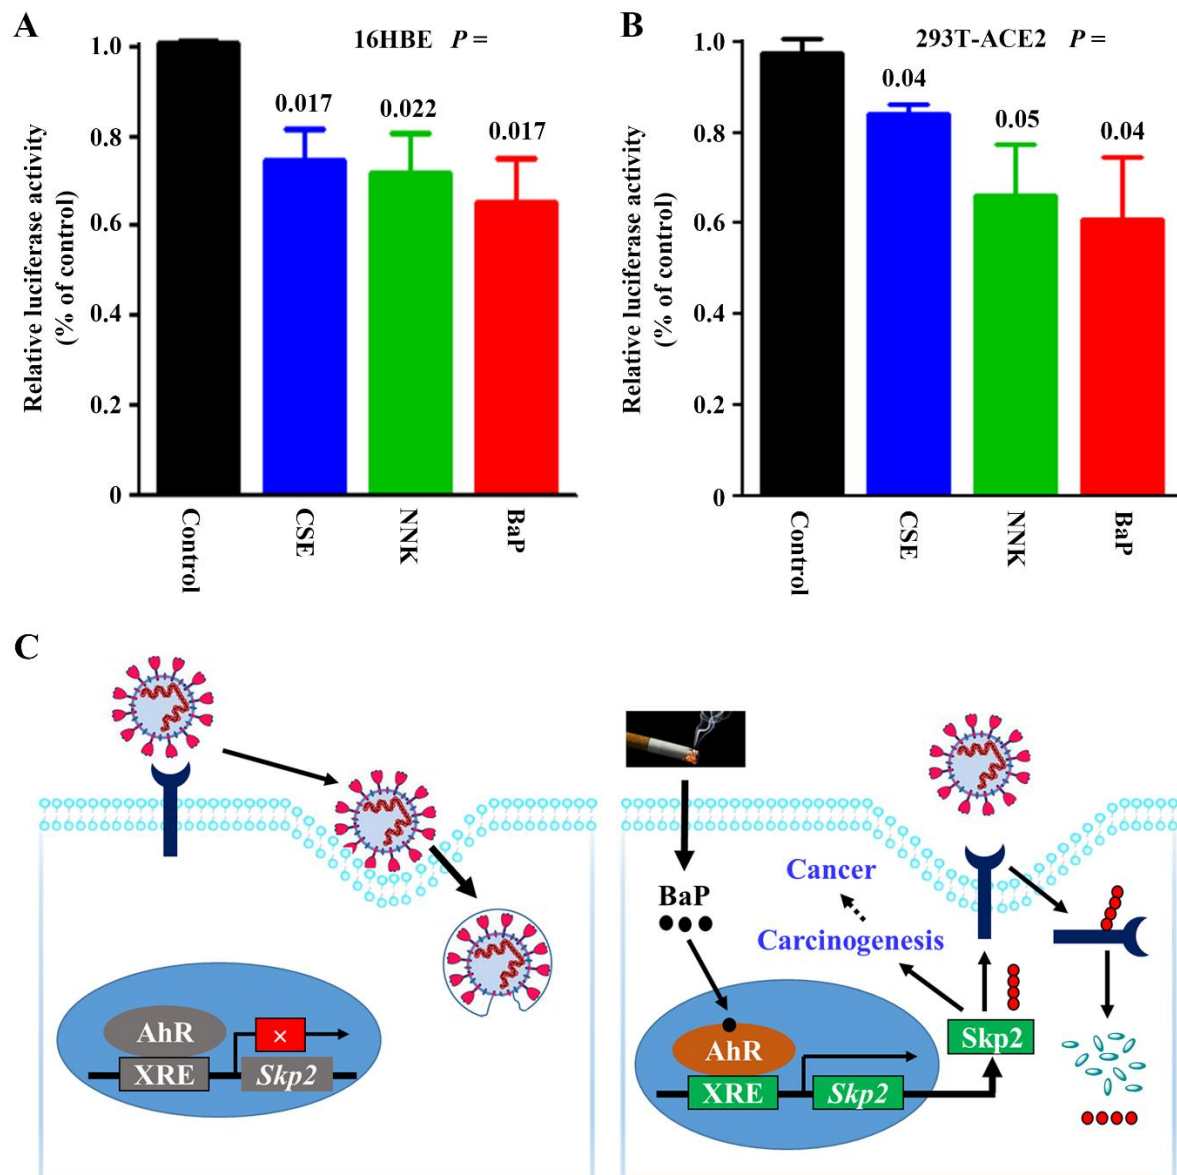 A
16HBE P =
Relative luciferase activity
(% of control)
1.0
0.8
0.6
0.4
0.2
0
0.017
0.022
0.017
Control
CSE
NNK
BaP
B
293T-ACE2 P =
Relative luciferase activity
(% of control)
1.0
0.8
0.6
0.4
0.2
0
0.04
0.05
0.04
Control
CSE
NNK
BaP
C
AhR
XRE
×
Skp2
BaP
Cancer
Carcinogenesis
AhR
XRE
Skp2
Skp2